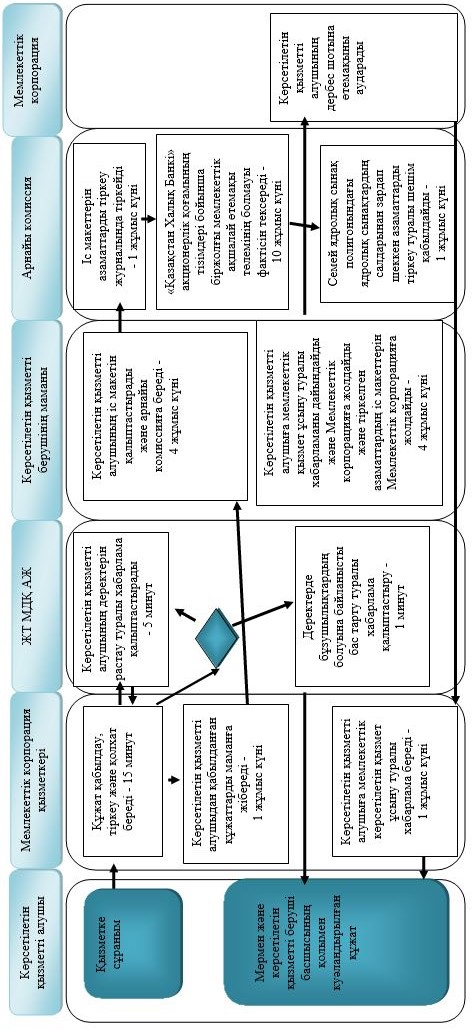 Көрсетілетін
қызметті алушы
Мемлекеттік корпорация
қызметкері
ЖТ МДҚ АЖ
Көрсетілетін қызметті
берушінің маманы
Арнайы комиссия
Мемлекеттік
корпорация
Қызметке
сұраным
Мөрмен және
көрсетілетін
қызметті беруші
басшысының
қолымен
куәландырылған
құжат
Құжат қабылдау,
тіркеу және қолхат
береді - 15 минут
Көрсетілетін қызметті
алушыдан қабылданған
құжаттарды маманға
жібереді -
1 жұмыс күні
Көрсетілетін қызметті
алушыға мемлекеттік
көрсетілетін қызмет
ұсыну туралы
хабарлама береді -
1 жұмыс күні
Көрсетілетін қызметті
алушының деректерін
растау туралы хабарлама
қалыптастырады
- 5 минут
Деректерде
бұзушылықтардың
болуына байланысты
бас тарту туралы
хабарлама
қалыптастыру -
1 минут
Көрсетілетін қызметті
алушының іс макетін
қалыптастырады
және арнайы
комиссияға береді -
4 жұмыс күні
Көрсетілетін қызметті
алушыға мемлекеттік
қызмет ұсыну туралы
хабарламаны дайындайды
және Мемлекеттік
корпорацияға жолдайды
және тіркелген
азаматтардың іс макеттерін
Мемлекеттік корпорацияға
жолдайды -
4 жұмыс күні
Іс макеттерін
азаматтарды тіркеу
журналында тіркейді
- 1 жұмыс күні
«Қазақстан Халық Банкі»
акционерлік қоғамының
тізімдері бойынша
біржолғы мемлекеттік
ақшалай өтемақы
төлемінің болмауы
фактісін тексереді -
10 жұмыс күні
Семей ядролық сынақ
полигонындағы
ядролық сынақтардың
салдарынан зардап
шеккен азаматтарды
тіркеу туралы шешім
қабылдайды -
1 жұмыс күні
Көрсетілетін
қызметті
алушының
дербес шотына
өтемақыны
аударады